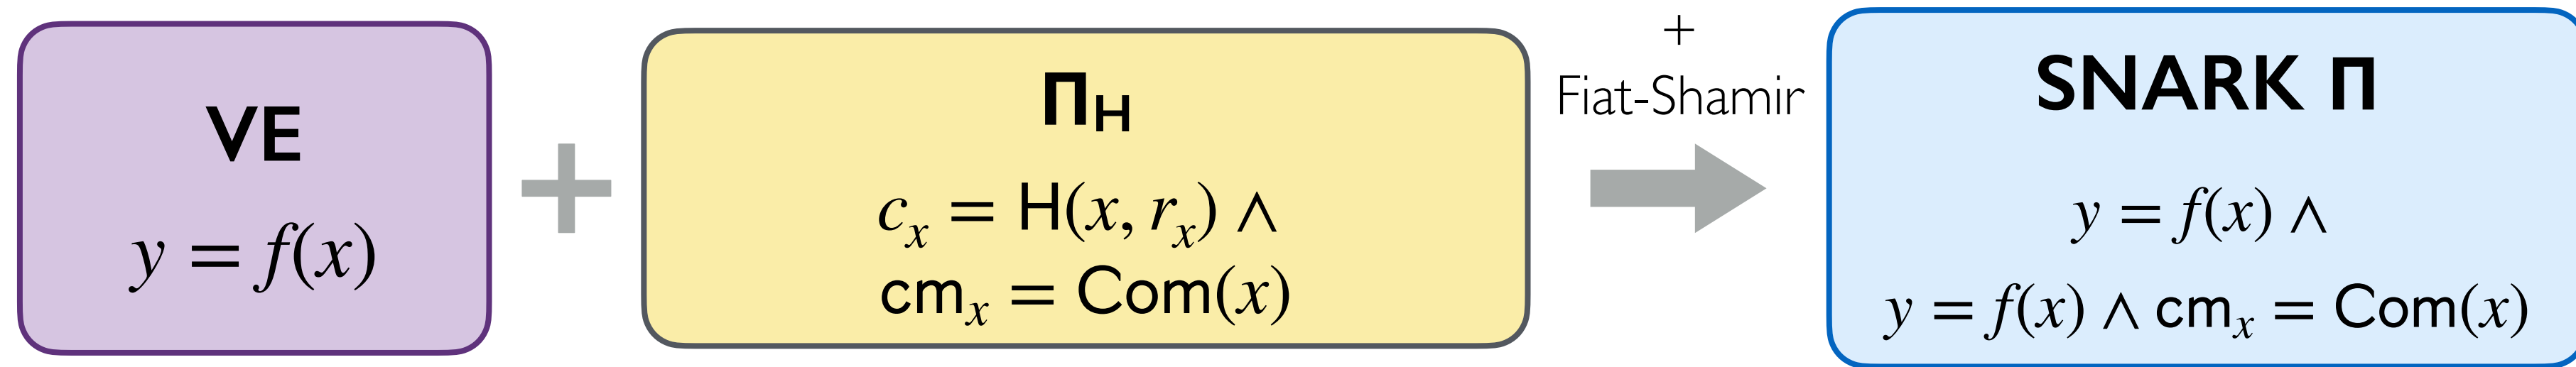 VE
y = f(x)
+
Π_H
c_x = H(x, r_x) ∧
cm_x = Com(x)
+
Fiat-Shamir
SNARK Π
y = f(x) ∧
y = f(x) ∧ cm_x = Com(x)